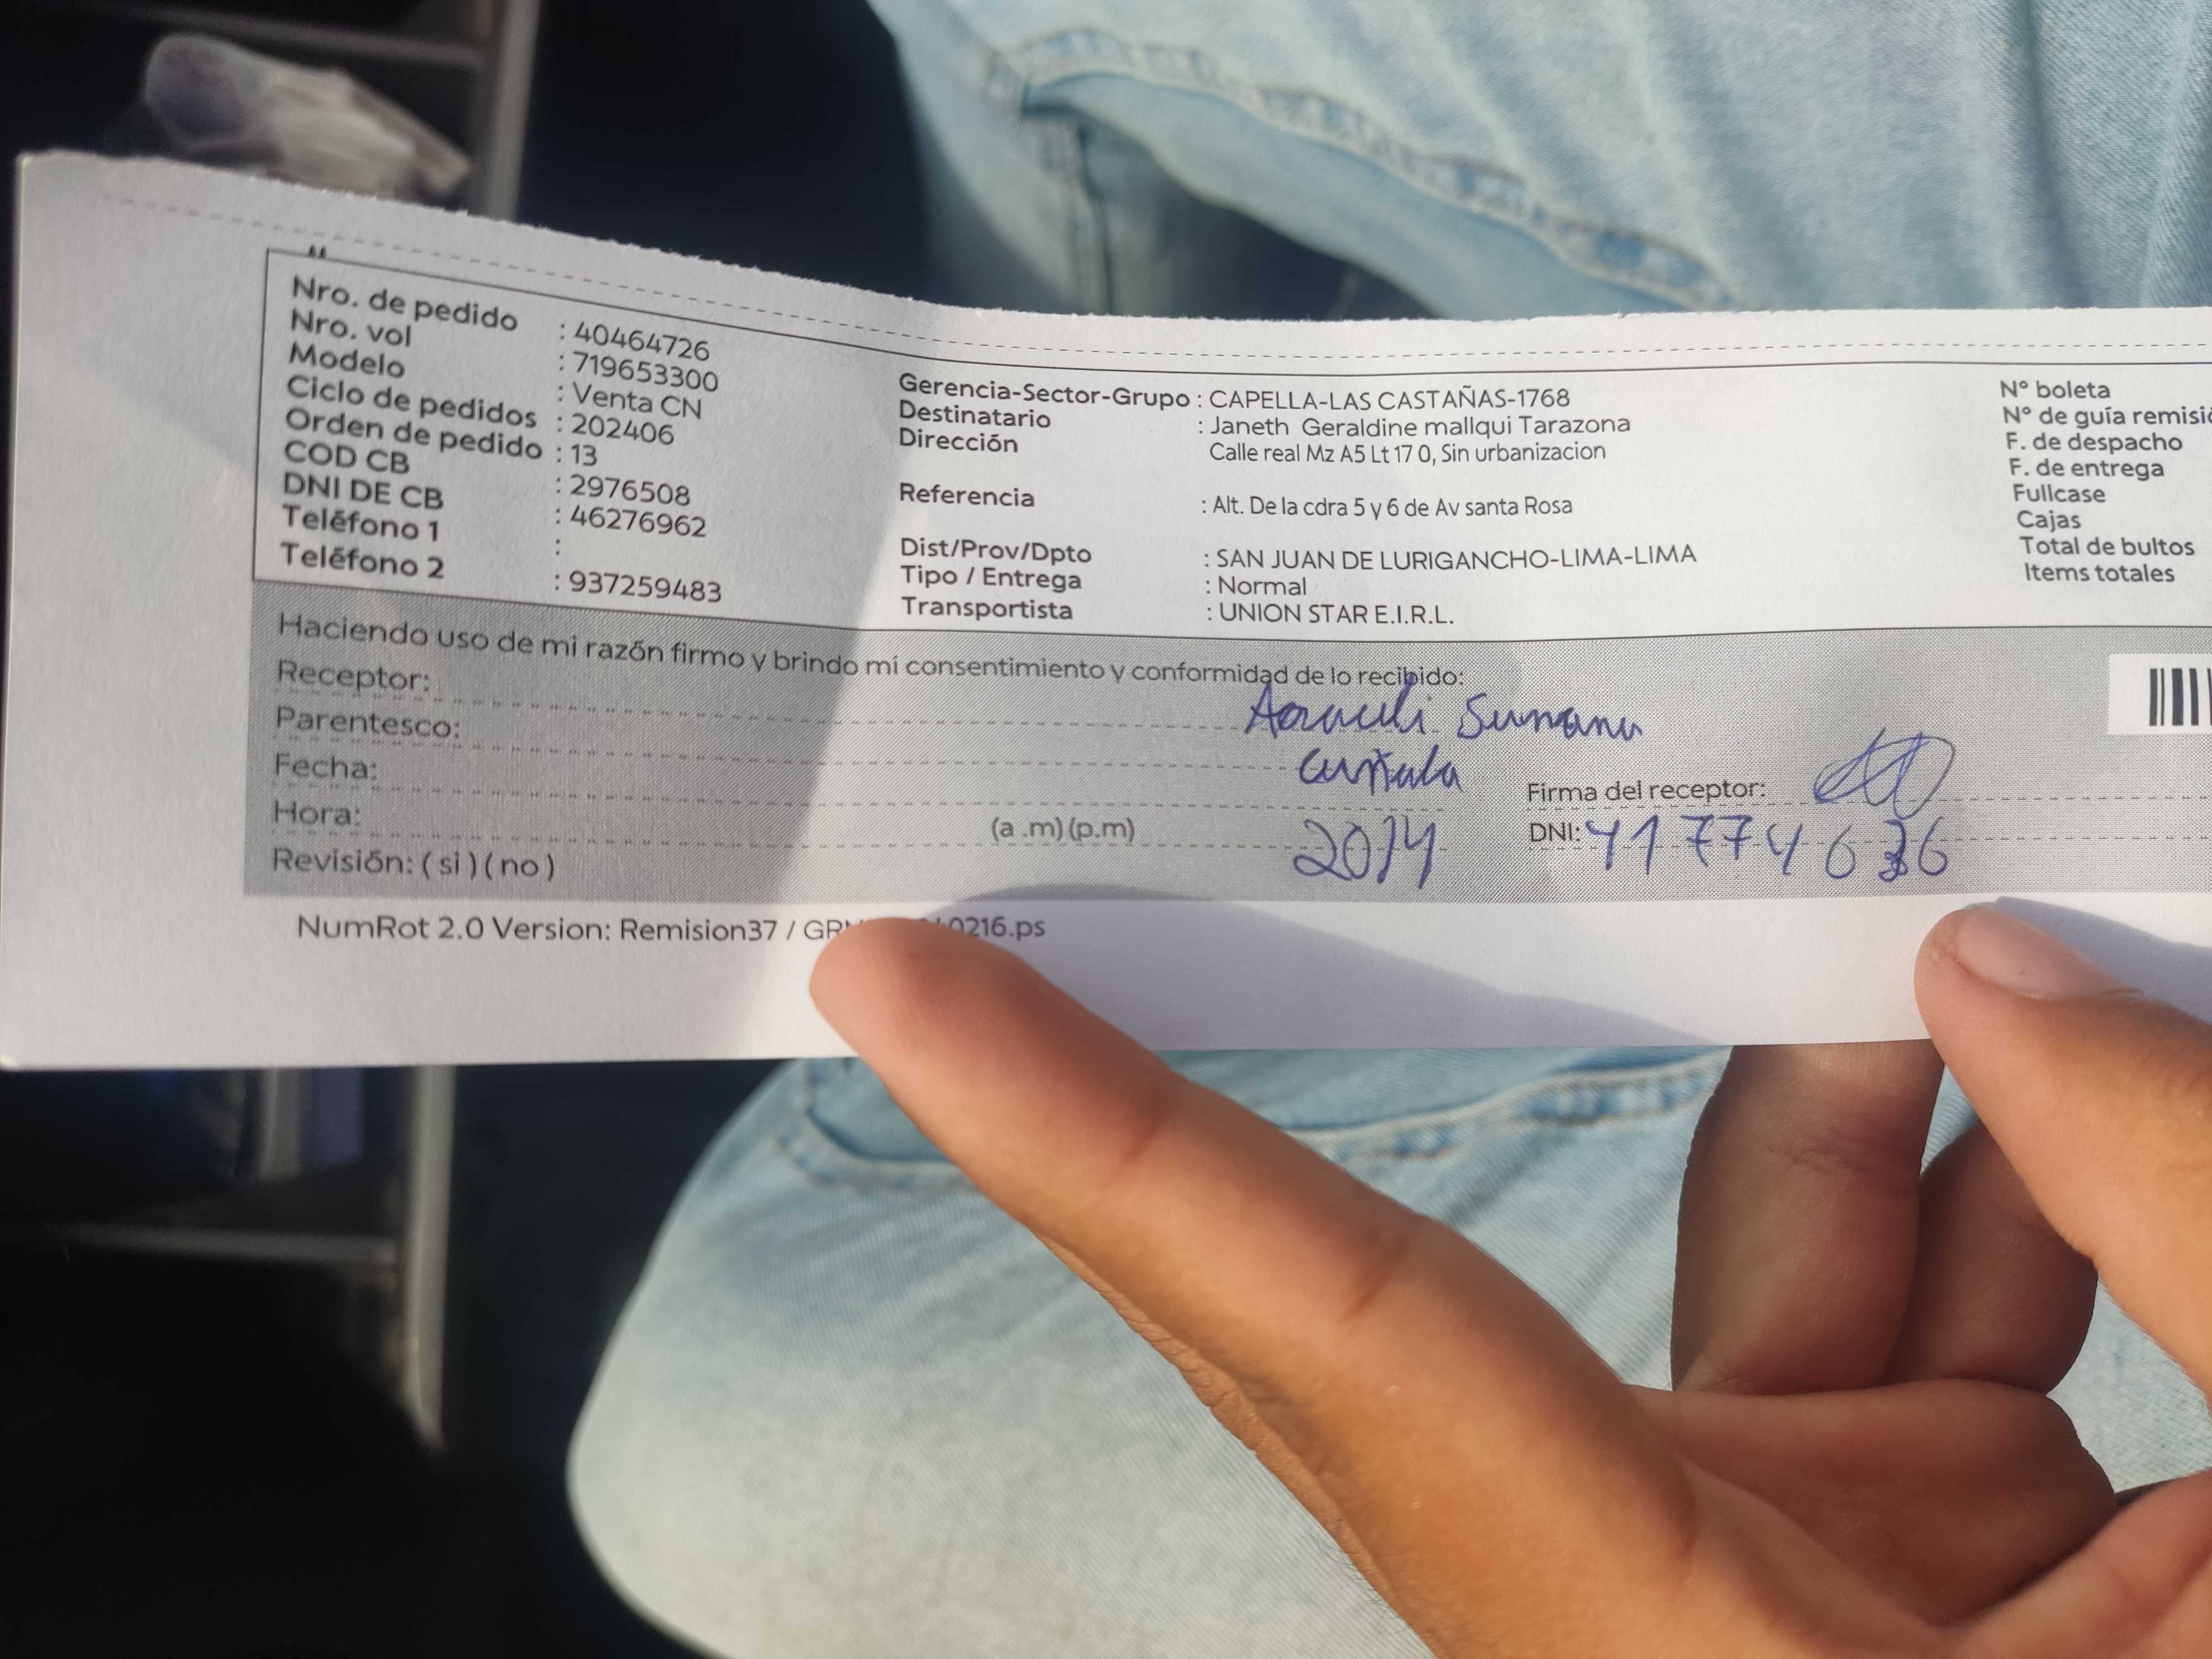 Nro. de pedido : 40464726
Nro. vol : 719653300
Modelo : Venta CN
Ciclo de pedidos : 202406
Orden de pedido : 13
COD CB : 2976508
DNI DE CB : 46276962
Teléfono 1 :
Teléfono 2 : 937259483
Gerencia-Sector-Grupo : CAPELLA-LAS CASTAÑAS-1768
Destinatario : Janeth Geraldine mallqui Tarazona
Dirección Calle real Mz A5 Lt 17 0, Sin urbanizacion
Referencia : Alt. De la cdra 5 y 6 de Av santa Rosa
Dist/Prov/Dpto : SAN JUAN DE LURIGANCHO-LIMA-LIMA
Tipo / Entrega : Normal
Transportista : UNION STAR E.I.R.L.
N° boleta
N° de guía
F. de despacho
F. de entrega
Fullcase
Cajas
Total de bultos
Items totales
Haciendo uso de mi razón firmo y brindo mi consentimiento y conformidad de lo recibido:
Receptor:
Parentesco: cuñada
Fecha:
Hora: (a .m) (p.m)
Revisión: ( si ) ( no )
Firma del receptor:
DNI:
NumRot 2.0 Version: Remision37 / 0216.ps